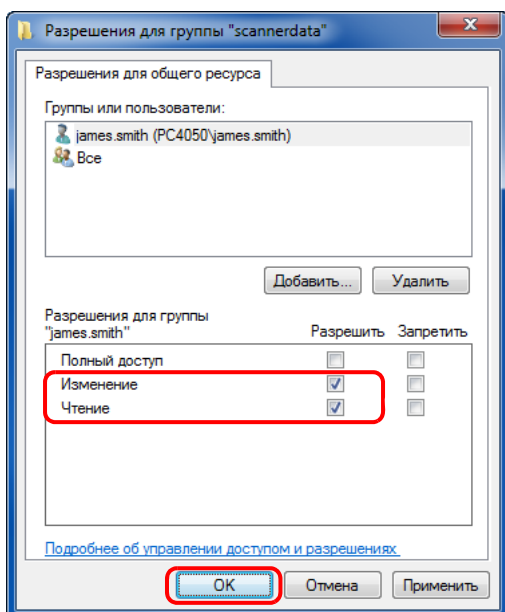 Разрешения для группы "scannerdata"
Разрешения для общего ресурса
Группы или пользователи:
james.smith (PC4050\james.smith)
Все
Добавить... Удалить
Разрешения для группы
"james.smith" Разрешить Запретить
Полный доступ
Изменение
Чтение
Подробнее об управлении доступом и разрешениях
OK Отмена Применить